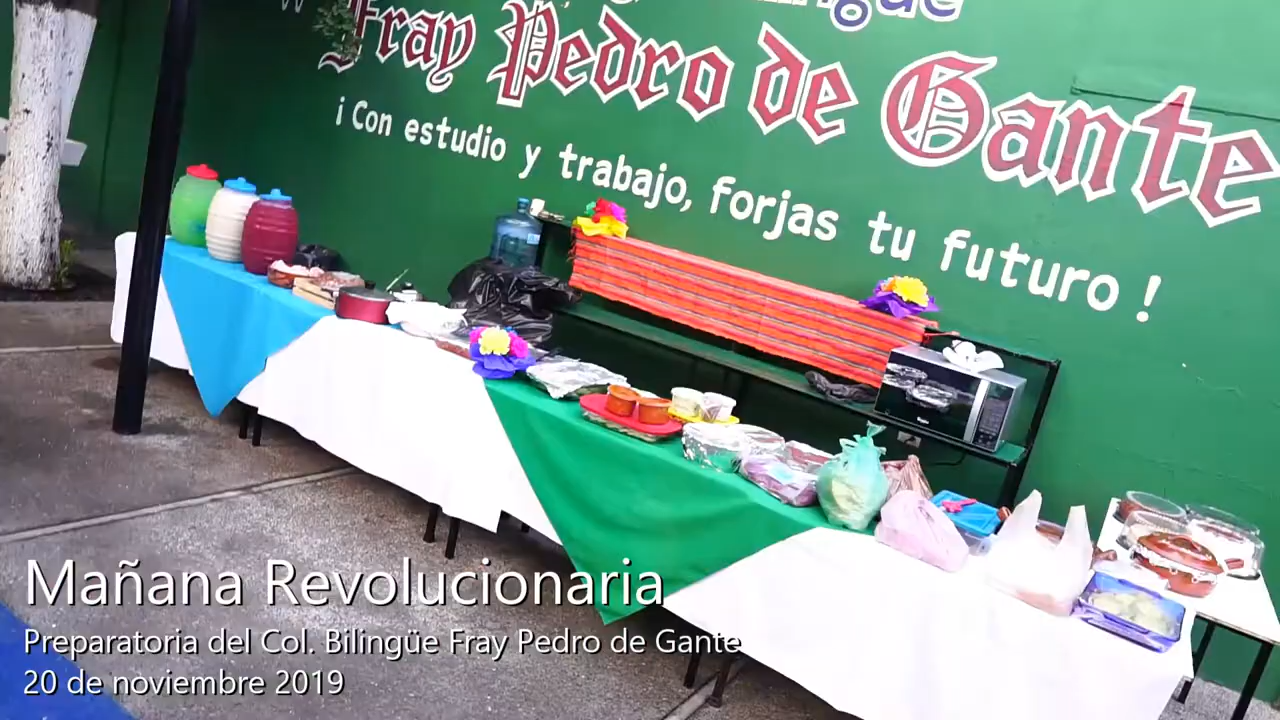 Fray Pedro de Gante
¡Con estudio y trabajo, forjas tu futuro!
Mañana Revolucionaria
Preparatoria del Col. Bilingüe Fray Pedro de Gante
20 de noviembre 2019